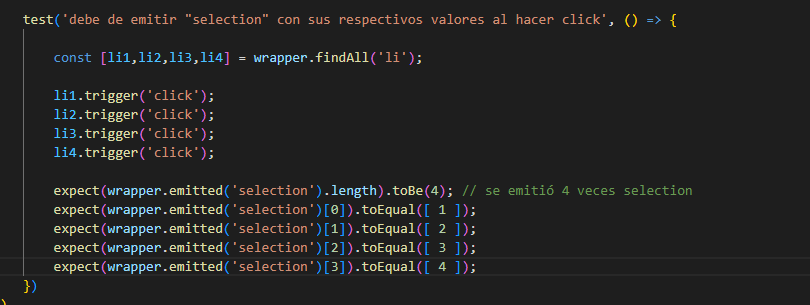 test('debe de emitir "selection" con sus respectivos valores al hacer click', () => {
const [li1,li2,li3,li4] = wrapper.findAll('li');
li1.trigger('click');
li2.trigger('click');
li3.trigger('click');
li4.trigger('click');
expect(wrapper.emitted('selection').length).toBe(4); // se emitió 4 veces selection
expect(wrapper.emitted('selection')[0]).toEqual([ 1 ]);
expect(wrapper.emitted('selection')[1]).toEqual([ 2 ]);
expect(wrapper.emitted('selection')[2]).toEqual([ 3 ]);
expect(wrapper.emitted('selection')[3]).toEqual([ 4 ]);
})